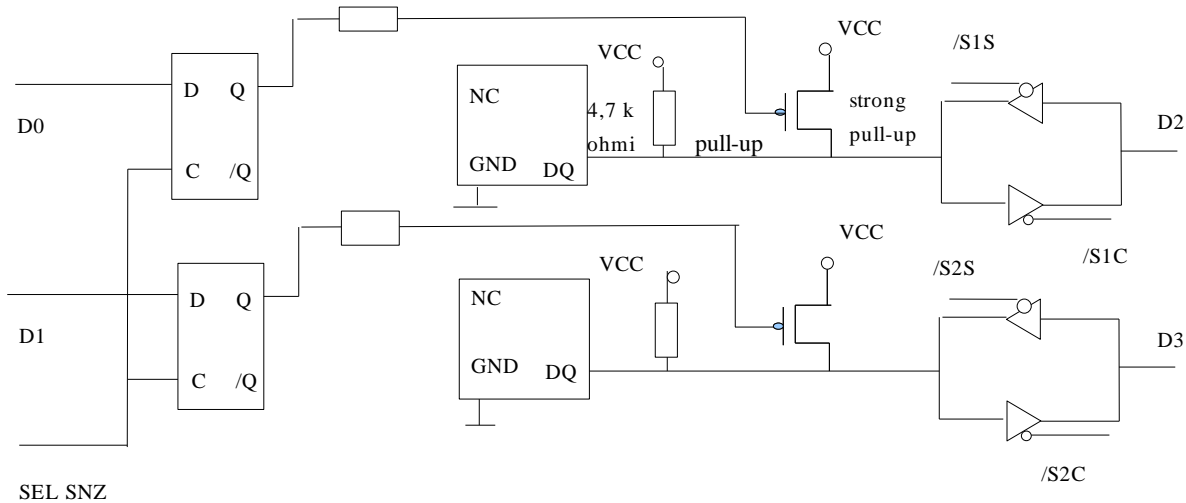 VCC
/S1S
VCC
D Q
NC
4,7 k
strong
D0
ohmi
pull-up
pull-up
D2
C /Q
GND
DQ
VCC
/S1C
VCC
/S2S
D Q
NC
D1
GND
DQ
D3
C /Q
/S2C
SEL SNZ